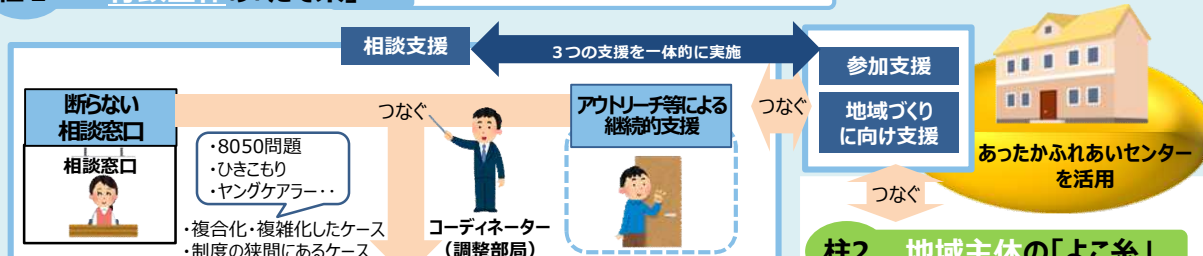 相談支援
3つの支援を一体的に実施
参加支援
地域づくり
に向け支援
あったかふれあいセンター
を活用
断らない
相談窓口
相談窓口
・8050問題
・ひきこもり
・ヤングケアラー・・
・複合化・複雑化したケース
・制度の狭間にあるケース
つなぐ
コーディネーター
（調整部局）
アウトリーチ等による
継続的支援
つなぐ
つなぐ
柱2 地域主体の「よこ糸」